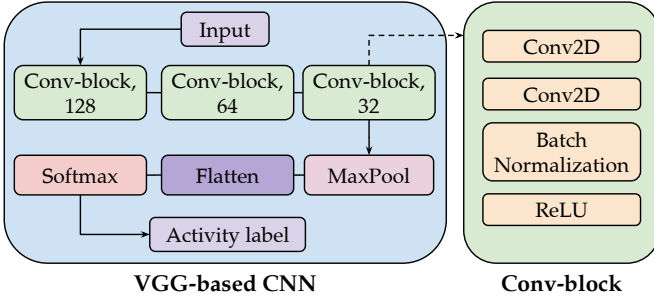 Input
Conv-block,
128
Conv-block,
64
Conv-block,
32
Softmax
Flatten
MaxPool
Activity label
VGG-based CNN
Conv2D
Conv2D
Batch
Normalization
ReLU
Conv-block